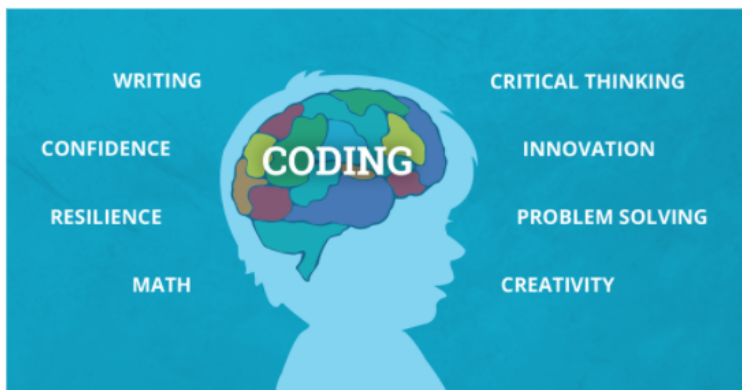 WRITING
CONFIDENCE
RESILIENCE
MATH
CODING
CRITICAL THINKING
INNOVATION
PROBLEM SOLVING
CREATIVITY